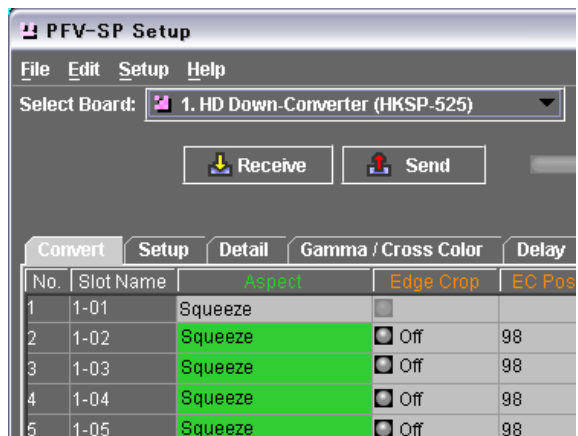 PFV-SP Setup
File Edit Setup Help
Select Board: 1. HD Down-Converter (HKSP-525)
Receive Send
Convert Setup Detail Gamma / Cross Color Delay
No. Slot Name Aspect Edge Crop EC Pos
1 1-01 Squeeze
2 1-02 Squeeze Off 98
3 1-03 Squeeze Off 98
4 1-04 Squeeze Off 98
5 1-05 Squeeze Off 98